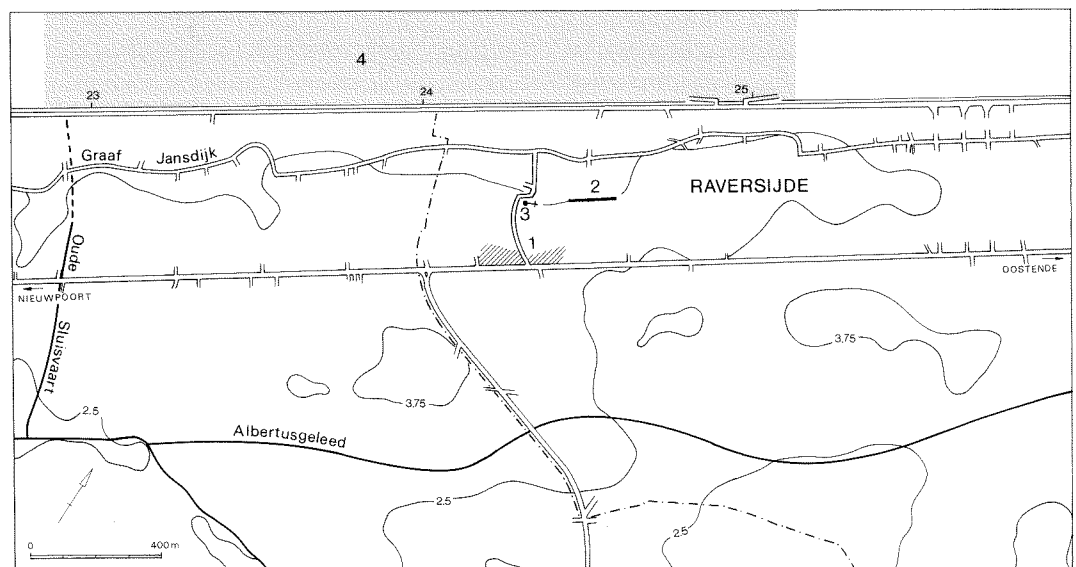 4
23
24
25
Graaf Jansdijk
2
RAVERSIJDE
3
1
Oude
NIEUWPOORT
OOSTENDE
Sluisvaart
3.75
3.75
2.5
Albertusgeleed
2.5
2.5
0 400m